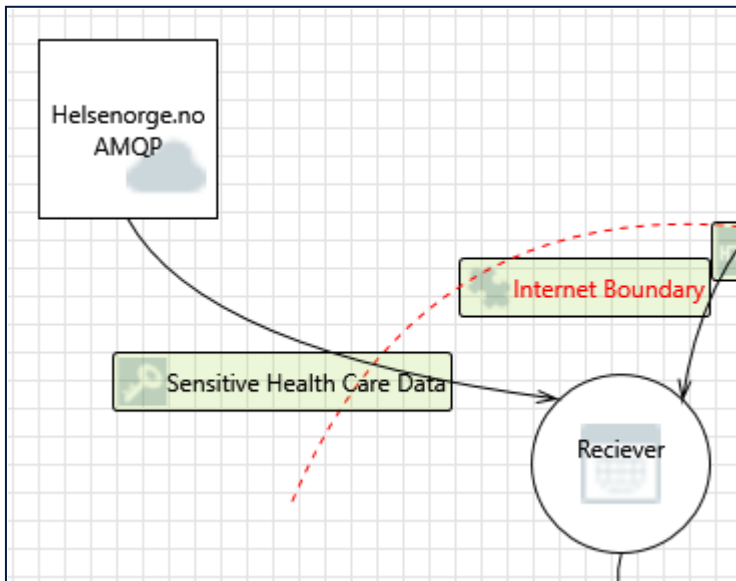 Helsenorge.no
AMQP
Internet Boundary
Sensitive Health Care Data
Reciever